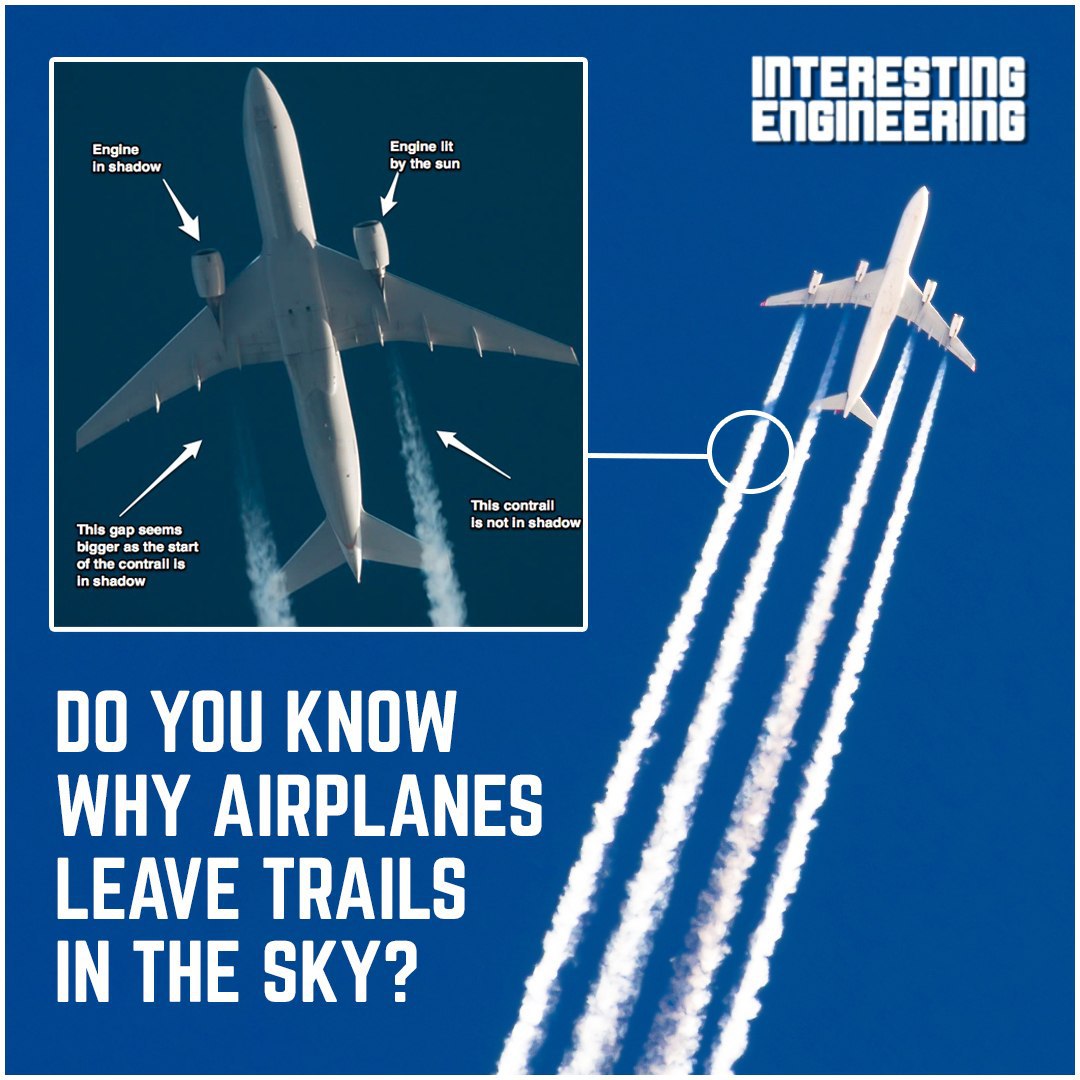 INTERESTING
ENGINEERING
Engine
in shadow
Engine lit
by the sun
This gap seems
bigger as the start
of the contrail is
in shadow
This contrail
is not in shadow
DO YOU KNOW
WHY AIRPLANES
LEAVE TRAILS
IN THE SKY?